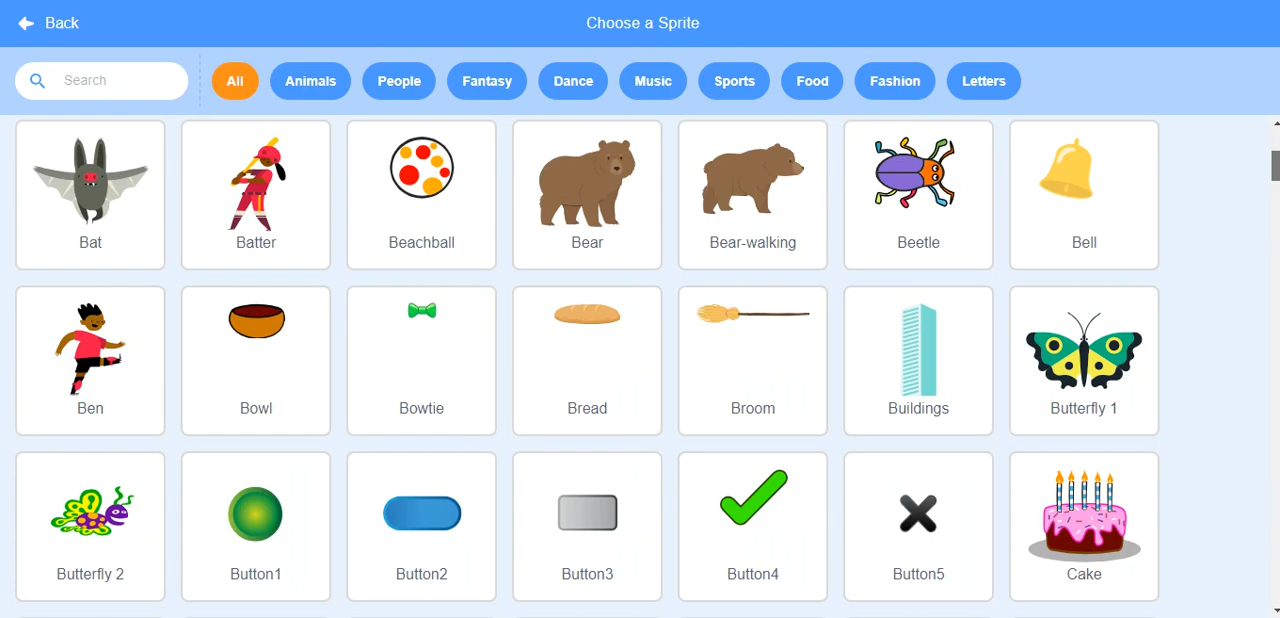 Back
Choose a Sprite
Search
All
Animals
People
Fantasy
Dance
Music
Sports
Food
Fashion
Letters
Bat
Batter
Beachball
Bear
Bear-walking
Beetle
Bell
Ben
Bowl
Bowtie
Bread
Broom
Buildings
Butterfly 1
Butterfly 2
Button1
Button2
Button3
Button4
Button5
Cake